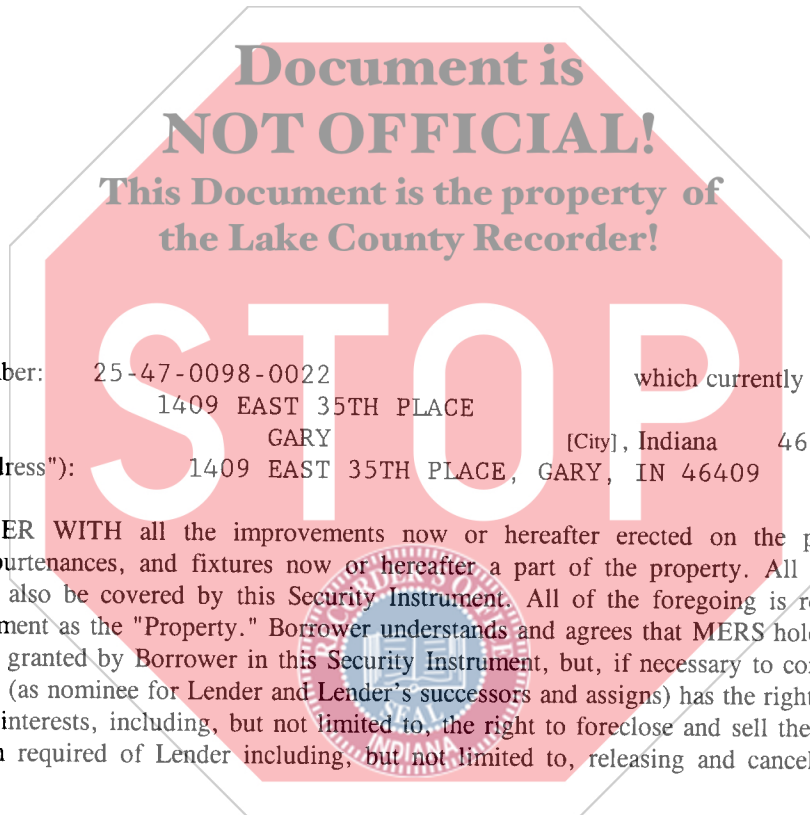 Document is
NOT OFFICIAL!
This Document is the property of
the Lake County Recorder!
STOP
ber: 25-47-0098-0022 which currently
1409 EAST 35TH PLACE
GARY [City], Indiana 46
dress"): 1409 EAST 35TH PLACE, GARY, IN 46409
ER WITH all the improvements now or hereafter erected on the p
purtenances, and fixtures now or hereafter a part of the property. All
also be covered by this Security Instrument. All of the foregoing is re
ment as the "Property." Borrower understands and agrees that MERS hol
granted by Borrower in this Security Instrument, but, if necessary to co
(as nominee for Lender and Lender's successors and assigns) has the right
interests, including, but not limited to, the right to foreclose and sell the
n required of Lender including, but not limited to, releasing and cancel
RECORDER'S OFFICE
SEAL
INDIANA